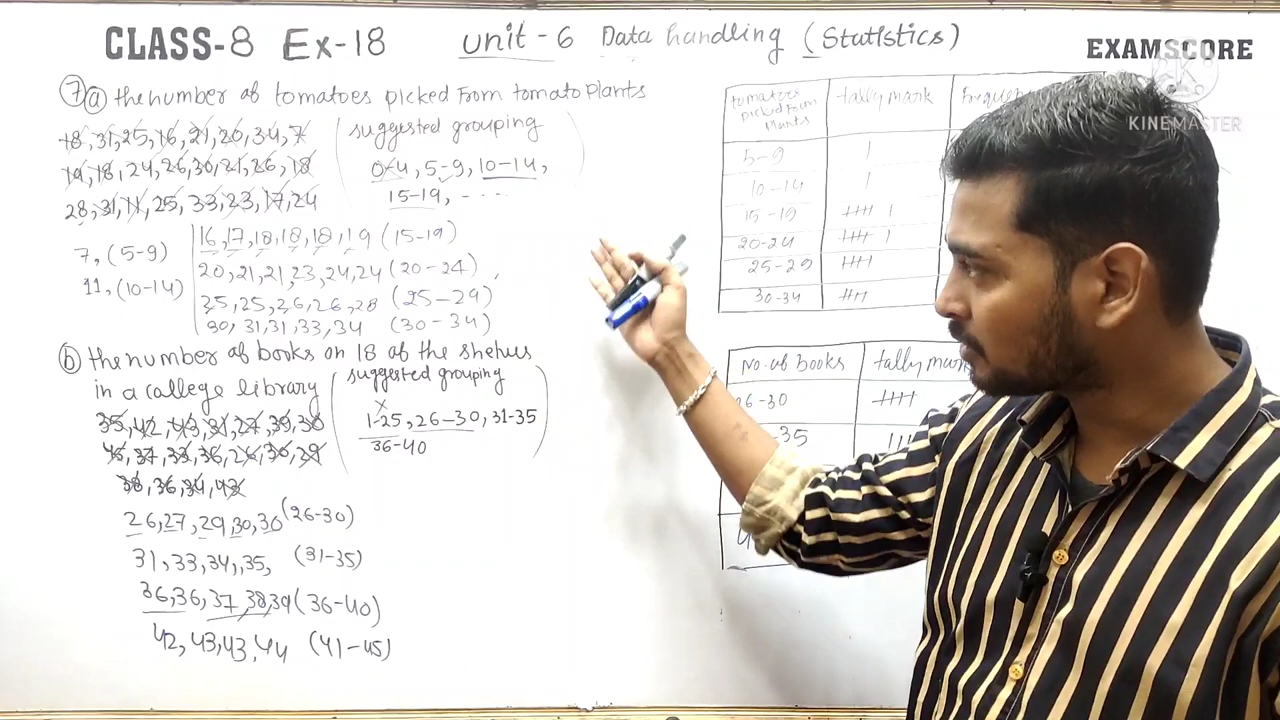 CLASS-8 Ex-18 Unit-6 Data handling (Statistics)
EXAMSCORE
KINEMASTER
7 a the number of tomatoes picked From tomato Plants
18, 31, 25, 16, 21, 20, 34, 7
19, 18, 24, 26, 30, 21, 26, 18
28, 31, 11, 25, 33, 23, 17, 24
suggested grouping
0-4, 5-9, 10-14,
15-19, - - - -
7, (5-9)
11, (10-14)
16, 17, 18, 18, 18, 19 (15-19)
20, 21, 21, 23, 24, 24 (20-24)
25, 25, 26, 26, 28 (25-29)
30, 31, 31, 33, 34 (30-34)
b the number of books on 18 of the shelves
in a college library
suggested grouping
1-25, 26-30, 31-35
36-40
35, 42, 43, 31, 27, 39, 30
37, 33, 36, 26, 30, 29
38, 36, 34, 43
26, 27, 29, 30, 30 (26-30)
31, 33, 34, 35, (31-35)
36, 36, 37, 38, 39 (36-40)
42, 43, 43, 44 (41-45)
tomatoes picked From Plants
tally mark
5-9
10-14
15-19
20-24
25-29
30-34
No. of books
tally mark
26-30
-35